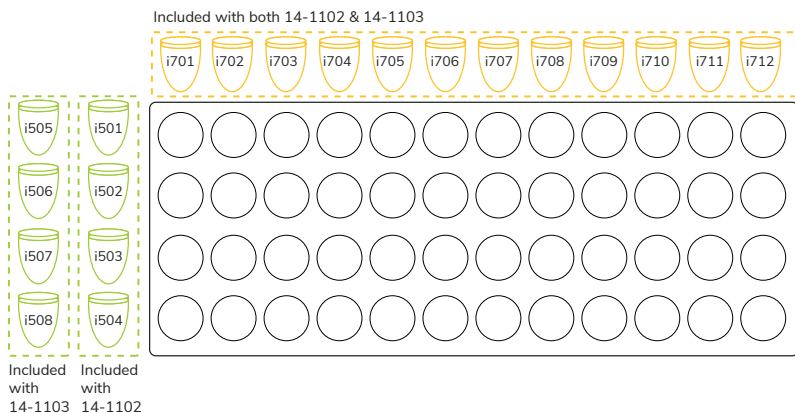 Included with both 14-1102 & 14-1103
i701 i702 i703 i704 i705 i706 i707 i708 i709 i710 i711 i712
i505 i501
i506 i502
i507 i503
i508 i504
Included
with
14-1103
Included
with
14-1102